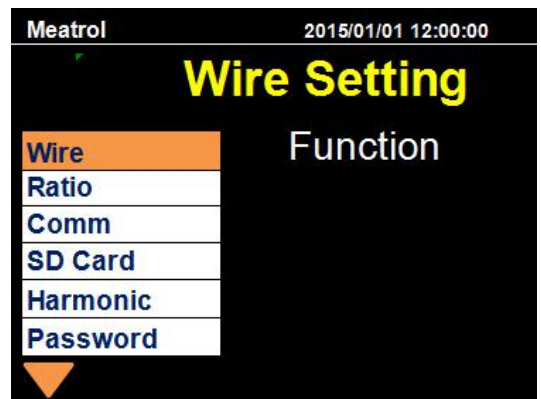 Meatrol 2015/01/01 12:00:00
Wire Setting
Function
Wire
Ratio
Comm
SD Card
Harmonic
Password